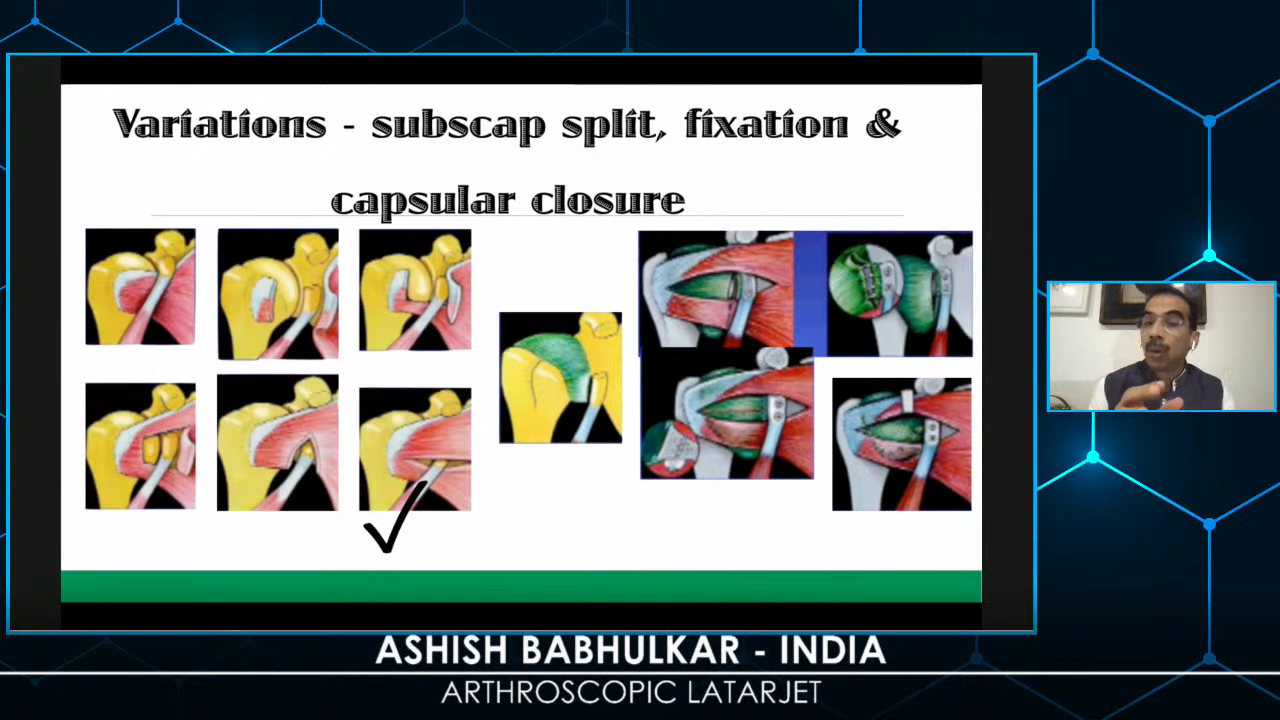 Variations - subscap split, fixation &
capsular closure
ASHISH BABHULKAR - INDIA
ARTHROSCOPIC LATARJET